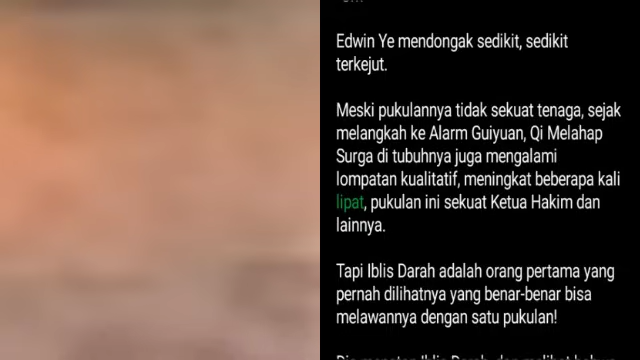 Edwin Ye mendongak sedikit, sedikit
terkejut.
Meski pukulannya tidak sekuat tenaga, sejak
melangkah ke Alarm Guiyuan, Qi Melahap
Surga di tubuhnya juga mengalami
lompatan kualitatif, meningkat beberapa kali
lipat, pukulan ini sekuat Ketua Hakim dan
lainnya.
Tapi Iblis Darah adalah orang pertama yang
pernah dilihatnya yang benar-benar bisa
melawannya dengan satu pukulan!